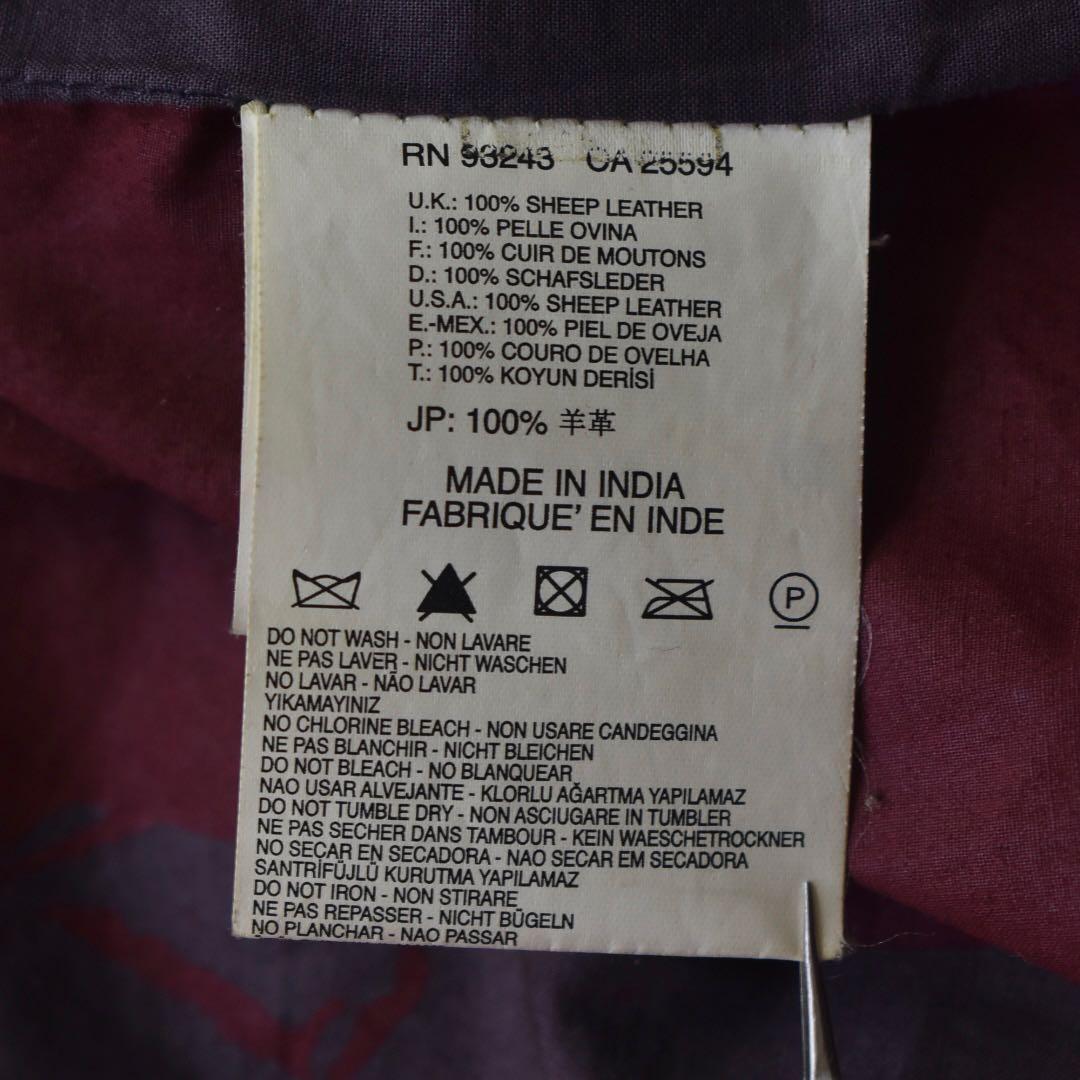 RN 93243 CA 25594
U.K.: 100% SHEEP LEATHER
I.: 100% PELLE OVINA
F.: 100% CUIR DE MOUTONS
D.: 100% SCHAFSLEDER
U.S.A.: 100% SHEEP LEATHER
E.-MEX.: 100% PIEL DE OVEJA
P.: 100% COURO DE OVELHA
T.: 100% KOYUN DERİSİ
JP: 100% 羊革
MADE IN INDIA
FABRIQUE' EN INDE
P
DO NOT WASH - NON LAVARE
NE PAS LAVER - NICHT WASCHEN
NO LAVAR - NÃO LAVAR
YIKAMAYINIZ
NO CHLORINE BLEACH - NON USARE CANDEGGINA
NE PAS BLANCHIR - NICHT BLEICHEN
DO NOT BLEACH - NO BLANQUEAR
NAO USAR ALVEJANTE - KLORLU AĞARTMA YAPILAMAZ
DO NOT TUMBLE DRY - NON ASCIUGARE IN TUMBLER
NE PAS SECHER DANS TAMBOUR - KEIN WAESCHETROCKNER
NO SECAR EN SECADORA - NAO SECAR EM SECADORA
SANTRİFÜJLÜ KURUTMA YAPILAMAZ
DO NOT IRON - NON STIRARE
NE PAS REPASSER - NICHT BÜGELN
NO PLANCHAR - NAO PASSAR